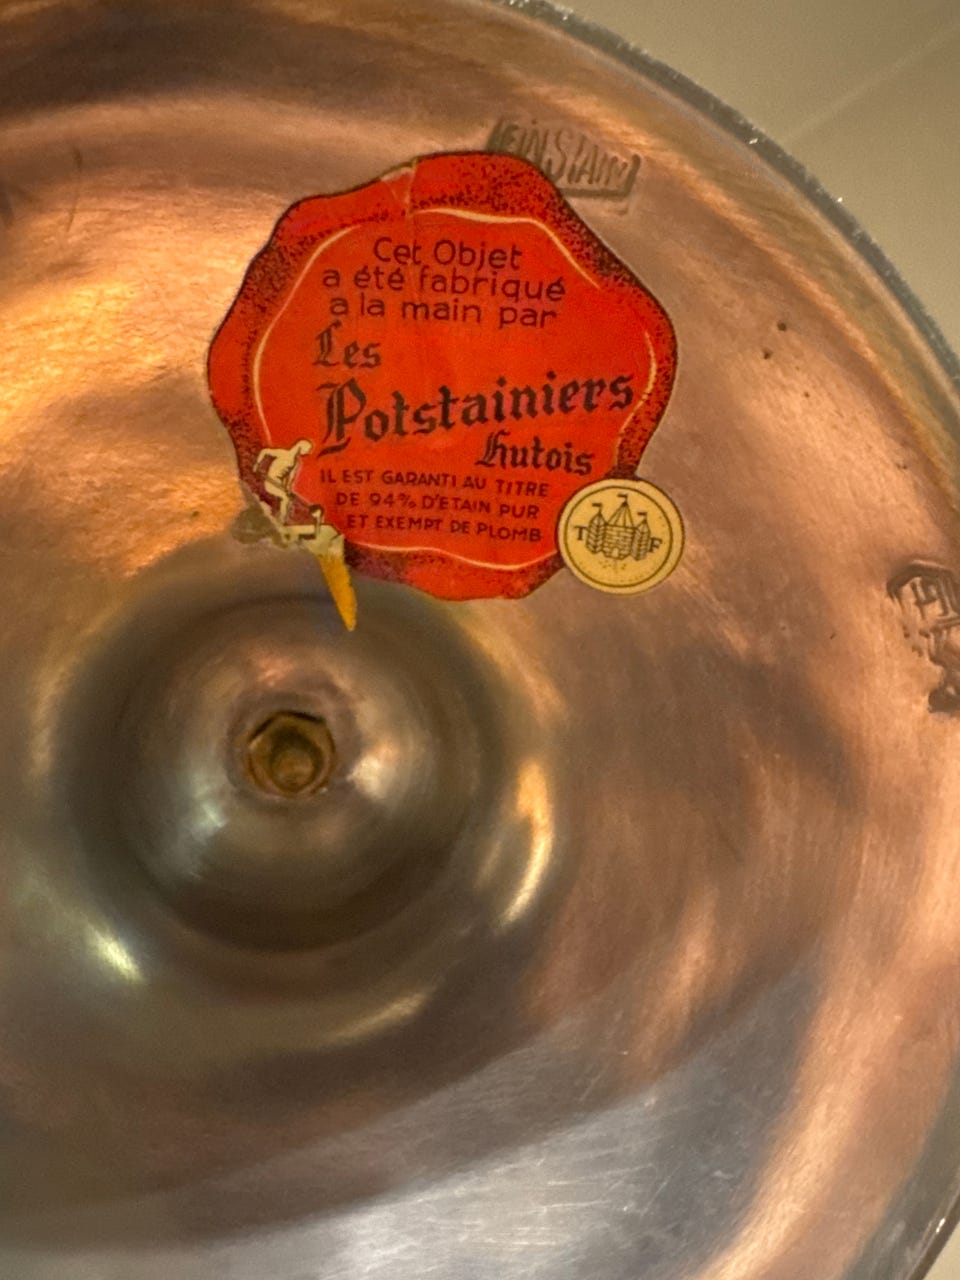 EINSTAIN
Cet Objet
a été fabriqué
a la main par
Les
Potstainiers
hutois
IL EST GARANTI AU TITRE
DE 94% D'ETAIN PUR
ET EXEMPT DE PLOMB
T F